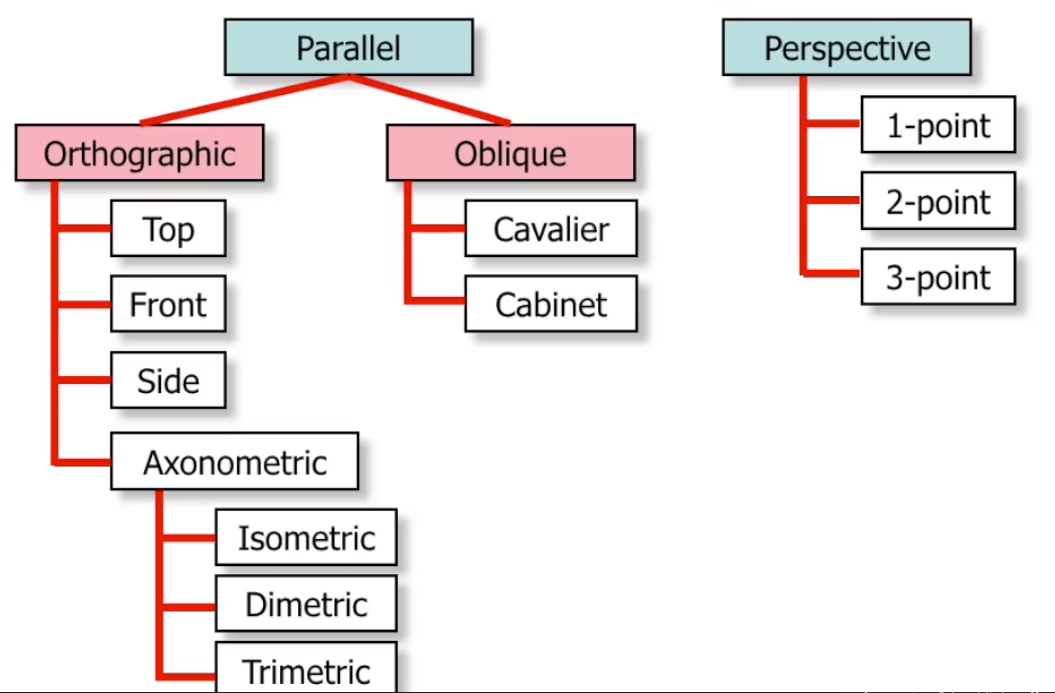 Parallel
Perspective
Orthographic
Oblique
1-point
2-point
3-point
Top
Front
Side
Cavalier
Cabinet
Axonometric
Isometric
Dimetric
Trimetric